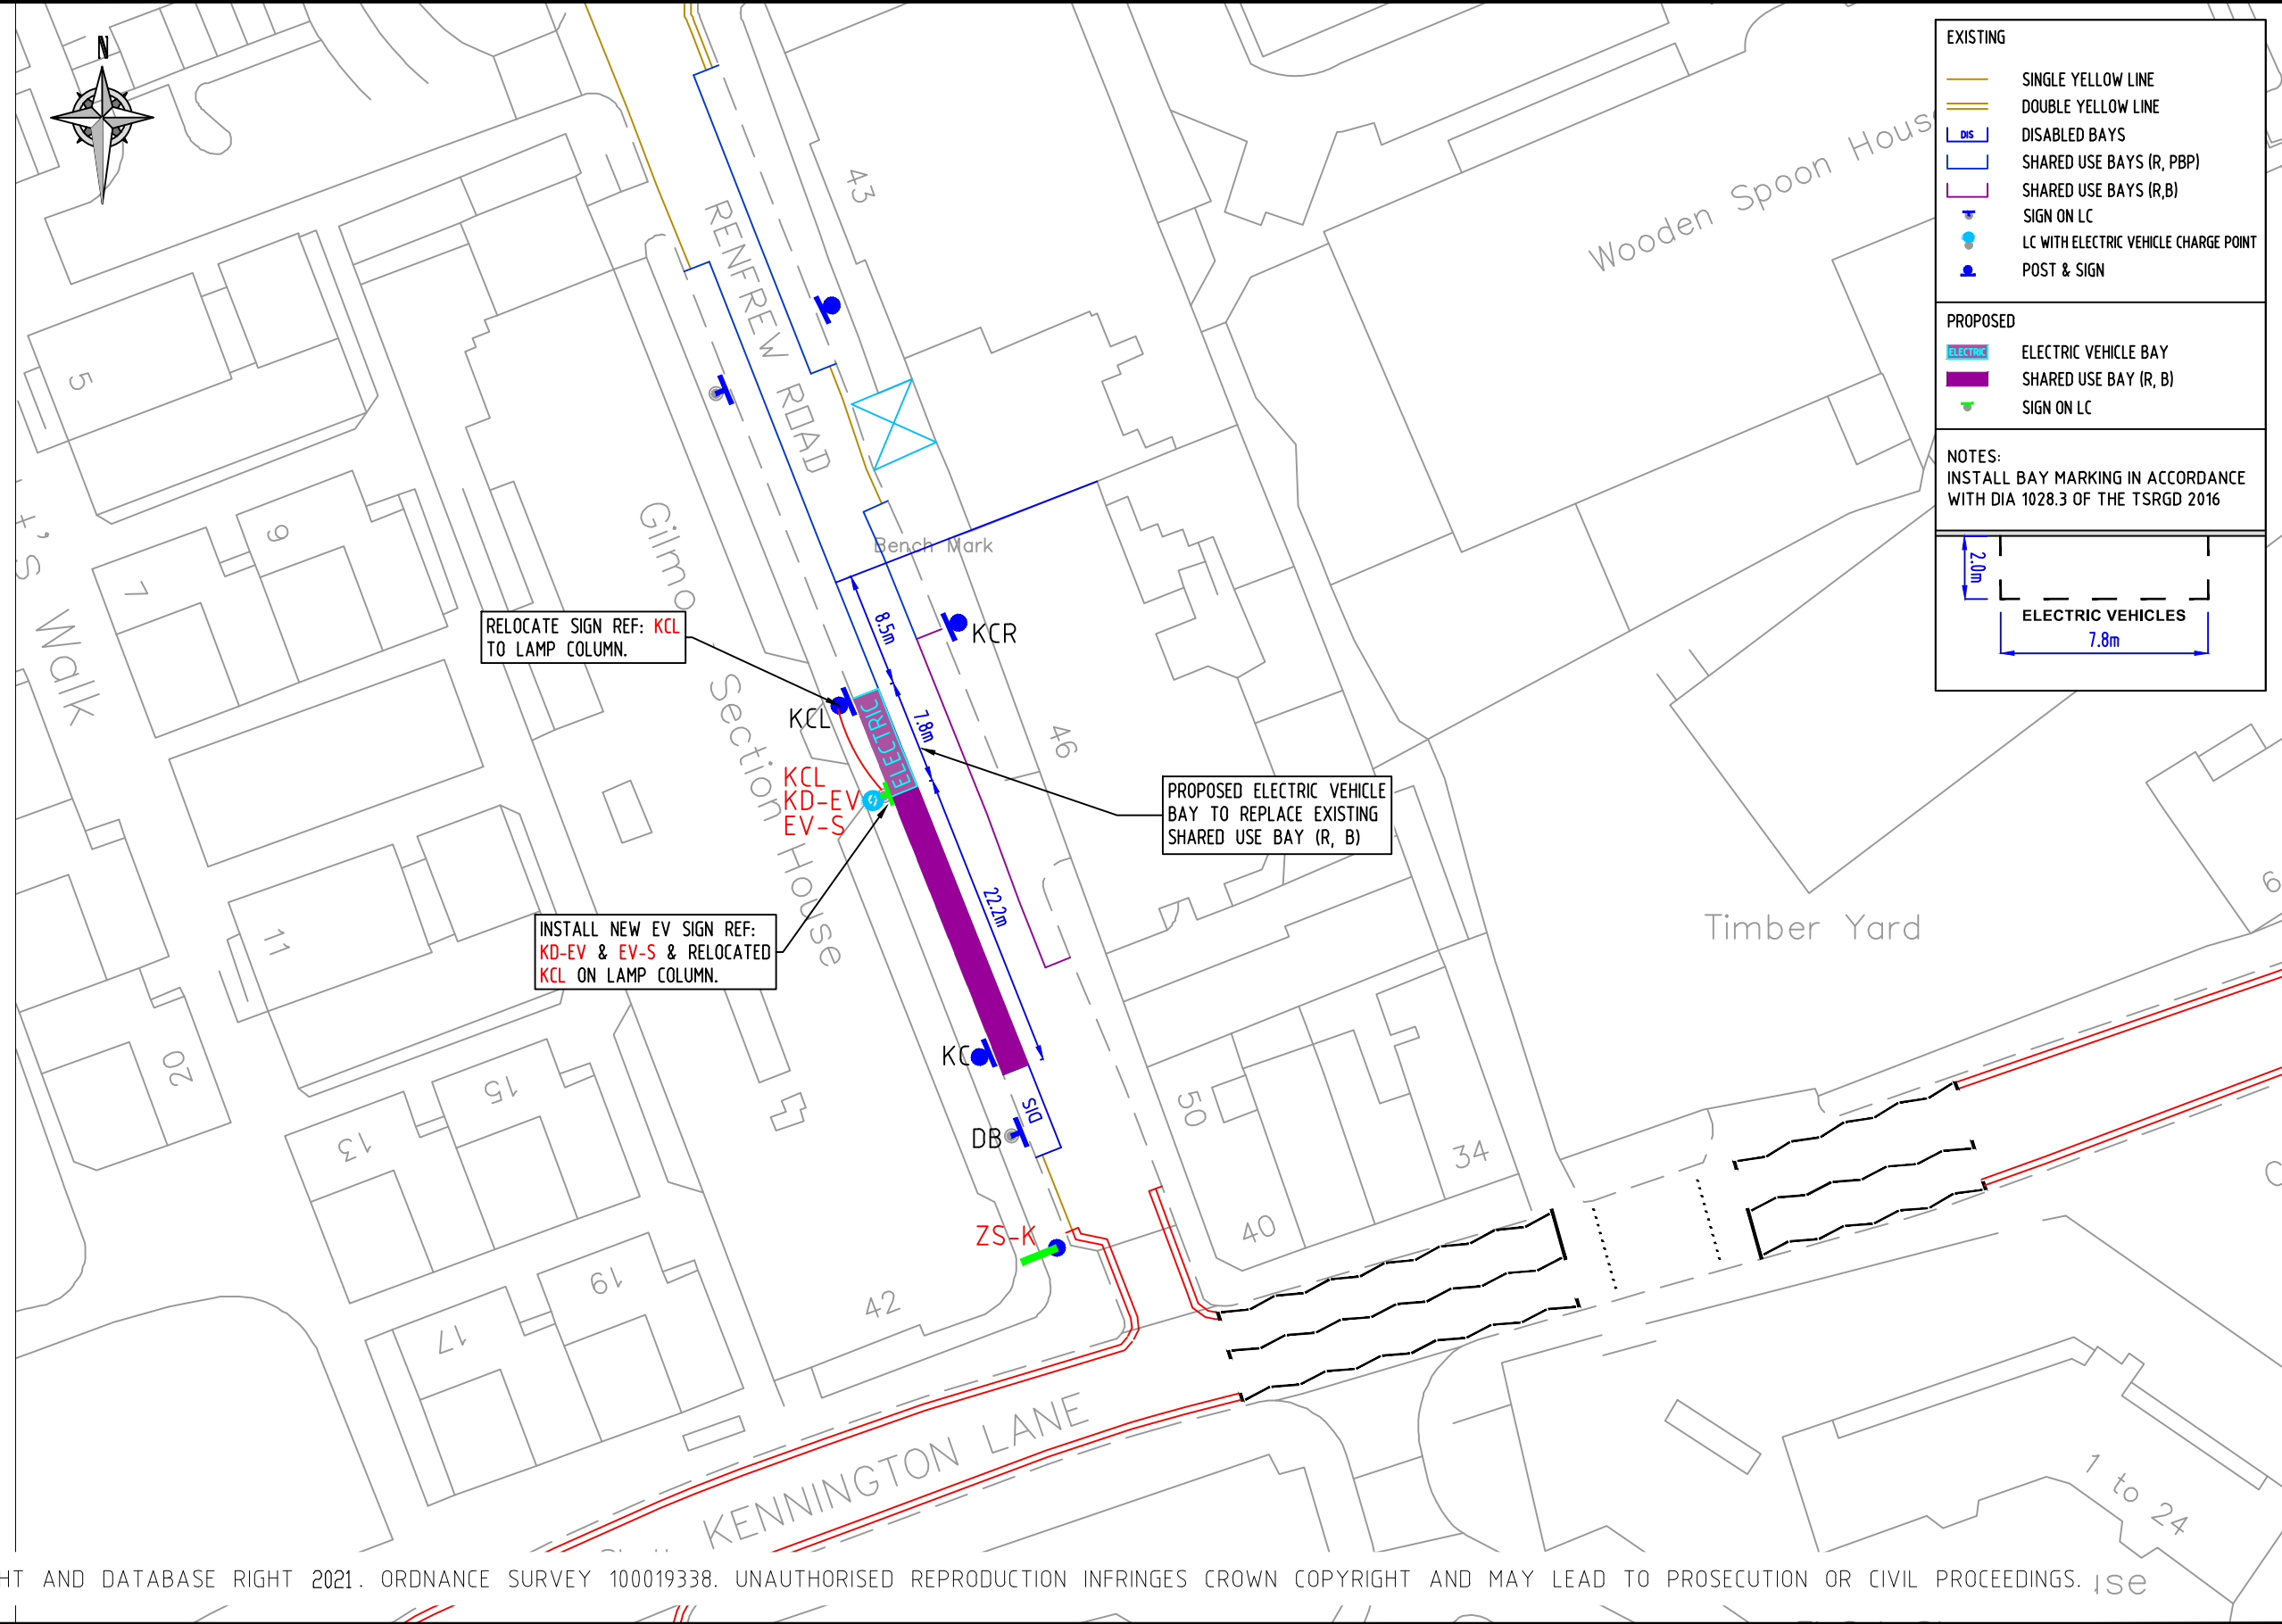 N
EXISTING
SINGLE YELLOW LINE
DOUBLE YELLOW LINE
DIS DISABLED BAYS
SHARED USE BAYS (R, PBP)
SHARED USE BAYS (R,B)
SIGN ON LC
LC WITH ELECTRIC VEHICLE CHARGE POINT
POST & SIGN
PROPOSED
ELECTRIC ELECTRIC VEHICLE BAY
SHARED USE BAY (R, B)
SIGN ON LC
NOTES:
INSTALL BAY MARKING IN ACCORDANCE
WITH DIA 1028.3 OF THE TSRGD 2016
2.0m
ELECTRIC VEHICLES
7.8m
Wooden Spoon House
43
RENFREW ROAD
5
9
7
Walk
Bench Mark
8.5m
KCR
RELOCATE SIGN REF: KCL
TO LAMP COLUMN.
KCL
ELECTRIC
7.8m
46
Section House
KCL
KD-EV
EV-S
PROPOSED ELECTRIC VEHICLE
BAY TO REPLACE EXISTING
SHARED USE BAY (R, B)
22.2m
INSTALL NEW EV SIGN REF:
KD-EV & EV-S & RELOCATED
KCL ON LAMP COLUMN.
11
Timber Yard
20
15
13
KC
DIS
DB
50
34
40
ZS-K
19
17
42
KENNINGTON LANE
1 to 24
AND DATABASE RIGHT 2021. ORDNANCE SURVEY 100019338. UNAUTHORISED REPRODUCTION INFRINGES CROWN COPYRIGHT AND MAY LEAD TO PROSECUTION OR CIVIL PROCEEDINGS.